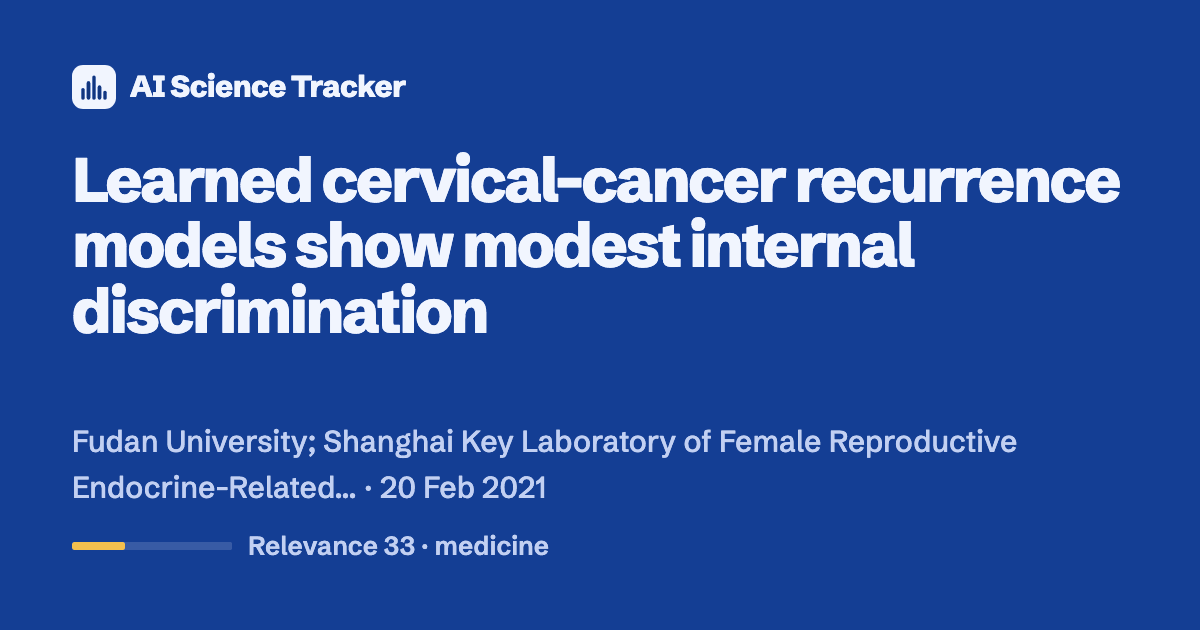 AI Science Tracker
Learned cervical-cancer recurrence
models show modest internal
discrimination
Fudan University; Shanghai Key Laboratory of Female Reproductive
Endocrine-Related... · 20 Feb 2021
Relevance 33 · medicine